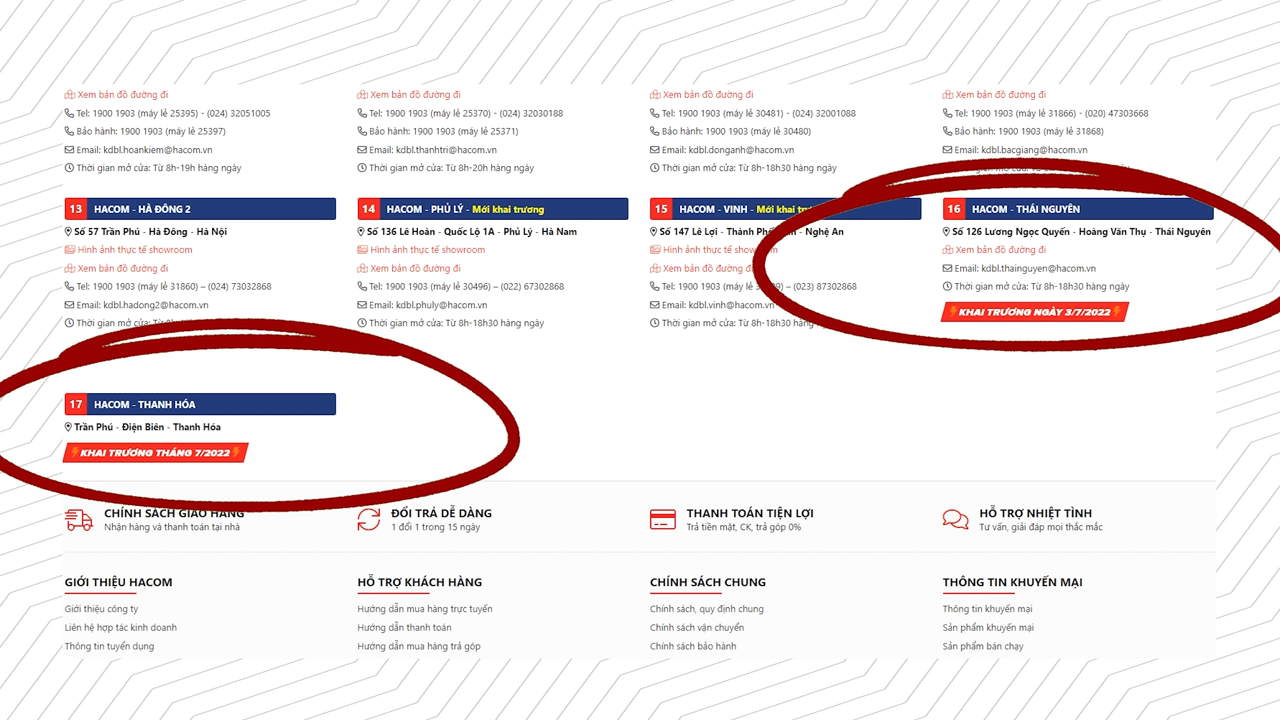 Xem bản đồ đường đi
Tel: 1900 1903 (máy lẻ 25395) - (024) 32051005
Bảo hành: 1900 1903 (máy lẻ 25397)
Email: kdbl.hoankiem@hacom.vn
Thời gian mở cửa: Từ 8h-19h hàng ngày
Xem bản đồ đường đi
Tel: 1900 1903 (máy lẻ 25370) - (024) 32030188
Bảo hành: 1900 1903 (máy lẻ 25371)
Email: kdbl.thanhtri@hacom.vn
Thời gian mở cửa: Từ 8h-20h hàng ngày
Xem bản đồ đường đi
Tel: 1900 1903 (máy lẻ 30481) - (024) 32001088
Bảo hành: 1900 1903 (máy lẻ 30480)
Email: kdbl.donganh@hacom.vn
Thời gian mở cửa: Từ 8h-18h30 hàng ngày
Xem bản đồ đường đi
Tel: 1900 1903 (máy lẻ 31866) - (020) 47303668
Bảo hành: 1900 1903 (máy lẻ 31868)
Email: kdbl.bacgiang@hacom.vn
13 HACOM - HÀ ĐÔNG 2
Số 57 Trần Phú - Hà Đông - Hà Nội
Hình ảnh thực tế showroom
Xem bản đồ đường đi
Tel: 1900 1903 (máy lẻ 31860) – (024) 73032868
Email: kdbl.hadong2@hacom.vn
Thời gian mở cửa: Từ 8h-18h30 hàng ngày
14 HACOM - PHỦ LÝ - Mới khai trương
Số 136 Lê Hoàn - Quốc Lộ 1A - Phủ Lý - Hà Nam
Hình ảnh thực tế showroom
Xem bản đồ đường đi
Tel: 1900 1903 (máy lẻ 30496) – (022) 67302868
Email: kdbl.phuly@hacom.vn
Thời gian mở cửa: Từ 8h-18h30 hàng ngày
15 HACOM - VINH - Mới khai
Số 147 Lê Lợi - Thành Phố - Nghệ An
Hình ảnh thực tế showroom
Xem bản đồ đường đi
Tel: 1900 1903 (máy lẻ – (023) 87302868
Email: kdbl.vinh@hacom.vn
Thời gian mở cửa: Từ 8h-18h30 hàng
16 HACOM - THÁI NGUYÊN
Số 126 Lương Ngọc Quyến - Hoàng Văn Thụ - Thái Nguyên
Xem bản đồ đường đi
Email: kdbl.thainguyen@hacom.vn
Thời gian mở cửa: Từ 8h-18h30 hàng ngày
KHAI TRƯƠNG NGÀY 3/7/2022
17 HACOM - THANH HÓA
Trần Phú - Điện Biên - Thanh Hóa
KHAI TRƯƠNG THÁNG 7/2022
CHÍNH SÁCH GIAO HÀNG
Nhận hàng và thanh toán tại nhà
ĐỔI TRẢ DỄ DÀNG
1 đổi 1 trong 15 ngày
THANH TOÁN TIỆN LỢI
Trả tiền mặt, CK, trả góp 0%
HỖ TRỢ NHIỆT TÌNH
Tư vấn, giải đáp mọi thắc mắc
GIỚI THIỆU HACOM
Giới thiệu công ty
Liên hệ hợp tác kinh doanh
Thông tin tuyển dụng
HỖ TRỢ KHÁCH HÀNG
Hướng dẫn mua hàng trực tuyến
Hướng dẫn thanh toán
Hướng dẫn mua hàng trả góp
CHÍNH SÁCH CHUNG
Chính sách, quy định chung
Chính sách vận chuyển
Chính sách bảo hành
THÔNG TIN KHUYẾN MẠI
Thông tin khuyến mại
Sản phẩm khuyến mại
Sản phẩm bán chạy